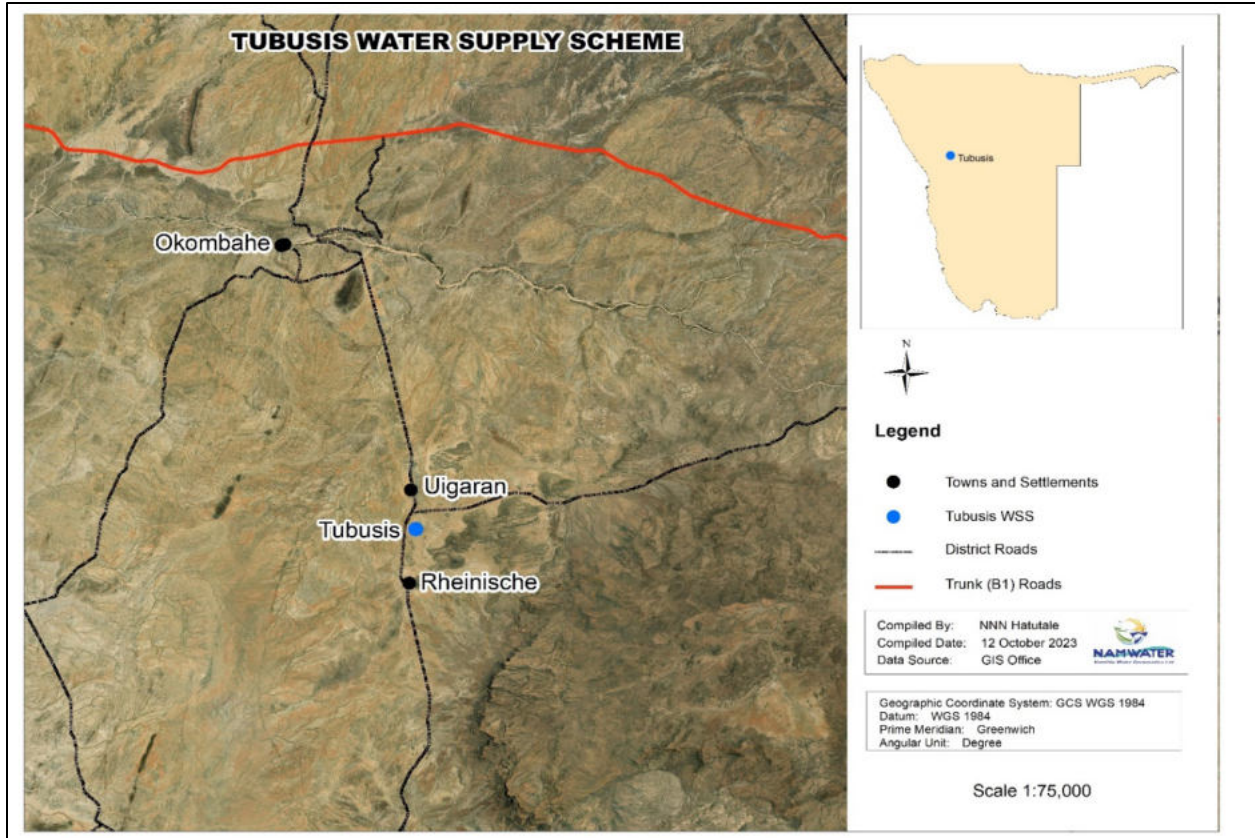 TUBUSIS WATER SUPPLY SCHEME
Okombahe
Uigaran
Tubusis
Rheinische
Tubusis
N
Legend
Towns and Settlements
Tubusis WSS
District Roads
Trunk (B1) Roads
Compiled By: NNN Hatutale
Compiled Date: 12 October 2023
Data Source: GIS Office
NAMWATER
Geographic Coordinate System: GCS WGS 1984
Datum: WGS 1984
Prime Meridian: Greenwich
Angular Unit: Degree
Scale 1:75,000